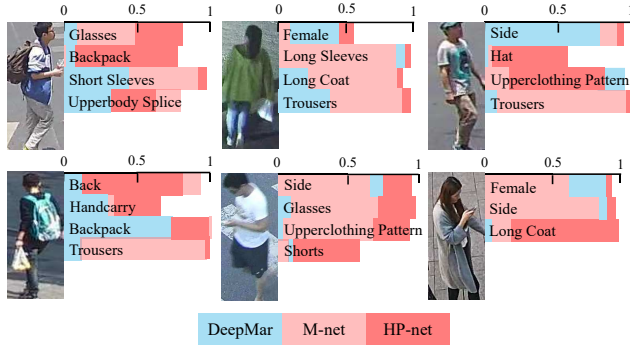 0 0.5 1
Glasses
Backpack
Short Sleeves
Upperbody Splice
0 0.5 1
Female
Long Sleeves
Long Coat
Trousers
0 0.5 1
Side
Hat
Upperclothing Pattern
Trousers
0 0.5 1
Back
Handcarry
Backpack
Trousers
0 0.5 1
Side
Glasses
Upperclothing Pattern
Shorts
0 0.5 1
Female
Side
Long Coat
DeepMar M-net HP-net